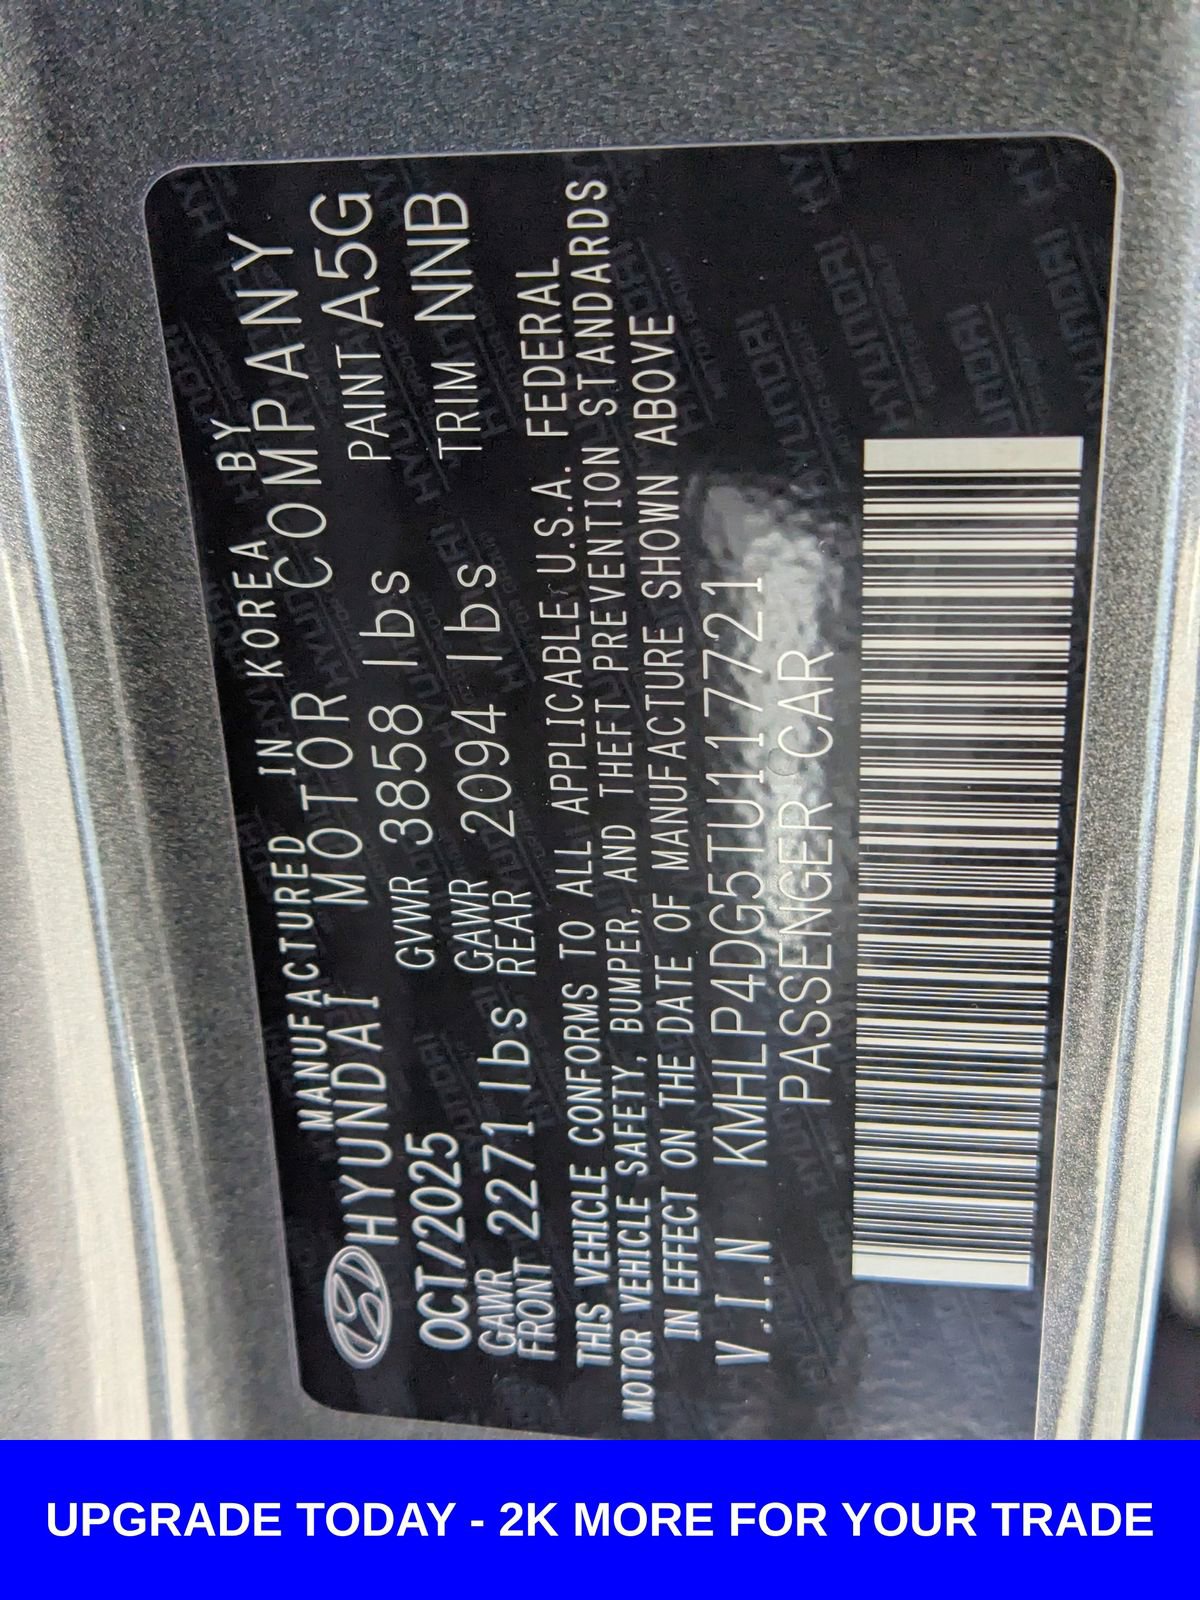 MANUFACTURED IN KOREA BY
HYUNDAI MOTOR COMPANY
OCT/2025 GVWR 3858 lbs PAINT A5G
GAWR FRONT 2271 lbs GAWR REAR 2094 lbs TRIM NNB
THIS VEHICLE CONFORMS TO ALL APPLICABLE U.S.A. FEDERAL
MOTOR VEHICLE SAFETY, BUMPER, AND THEFT PREVENTION STANDARDS
IN EFFECT ON THE DATE OF MANUFACTURE SHOWN ABOVE
V.I.N KMHLP4DG5TU117721
PASSENGER CAR
UPGRADE TODAY - 2K MORE FOR YOUR TRADE